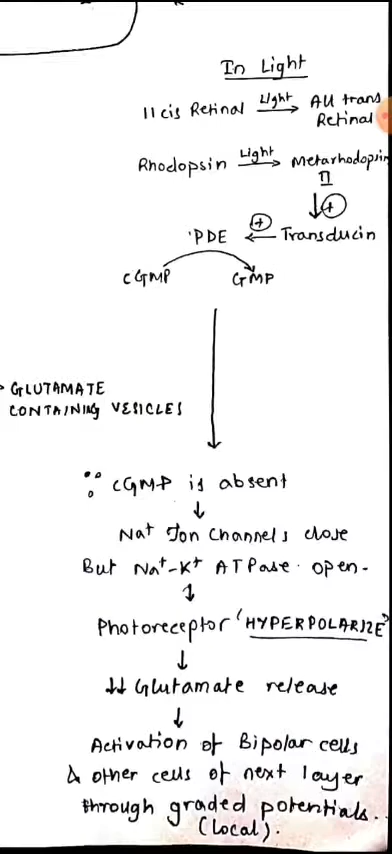 In Light
11 cis Retinal Light → All trans
Retinal
Rhodopsin Light → Metarhodopsin
II
↓ +
'PDE + ← Transducin
cGMP GMP
GLUTAMATE
CONTAINING VESICLES
∵ cGMP is absent
↓
Na+ Ion Channels close
But Na+-K+ ATPase open-
↓
Photoreceptor 'HYPERPOLARIZE'
↓
↓↓ Glutamate release
↓
Activation of Bipolar cells
& other cells of next layer
through graded potentials..
(Local).